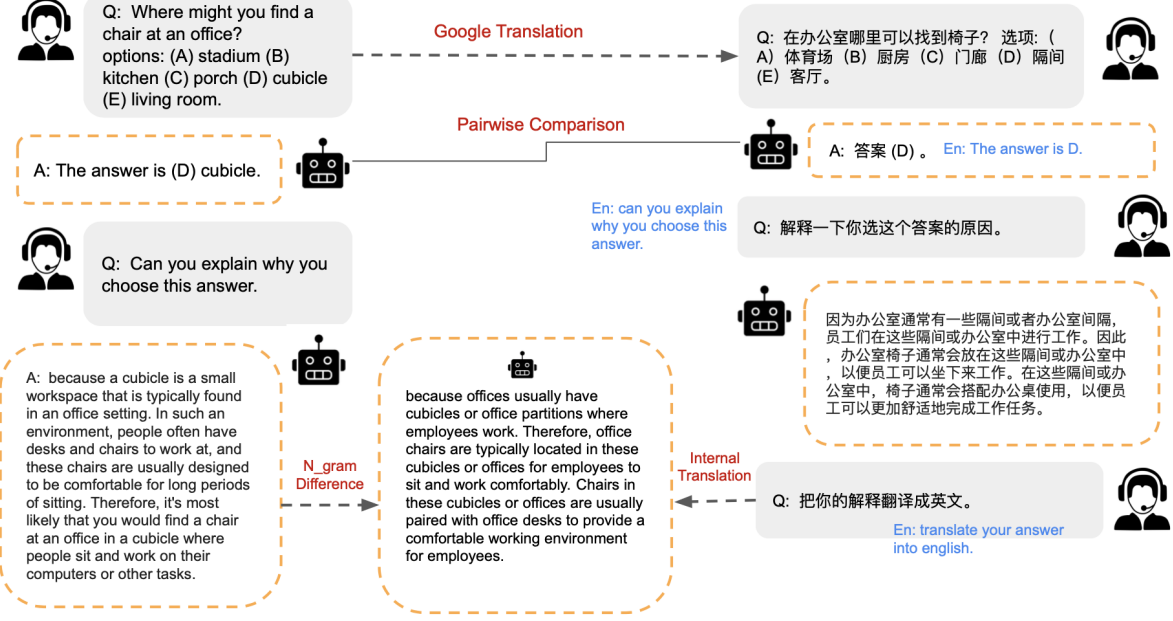 Q: Where might you find a
chair at an office?
options: (A) stadium (B)
kitchen (C) porch (D) cubicle
(E) living room.
Google Translation
Q: 在办公室哪里可以找到椅子？ 选项:（
A）体育场（B）厨房（C）门廊（D）隔间
(E）客厅。
A: The answer is (D) cubicle.
Pairwise Comparison
A: 答案 (D) 。 En: The answer is D.
En: can you explain
why you choose this
answer.
Q: 解释一下你选这个答案的原因。
Q: Can you explain why you
choose this answer.
因为办公室通常有一些隔间或者办公室间隔，
员工们在这些隔间或办公室中进行工作。因此
，办公室椅子通常会放在这些隔间或办公室中
，以便员工可以坐下来工作。在这些隔间或办
公室中，椅子通常会搭配办公桌使用，以便员
工可以更加舒适地完成工作任务。
A: because a cubicle is a small
workspace that is typically found
in an office setting. In such an
environment, people often have
desks and chairs to work at, and
these chairs are usually designed
to be comfortable for long periods
of sitting. Therefore, it's most
likely that you would find a chair
at an office in a cubicle where
people sit and work on their
computers or other tasks.
N_gram
Difference
because offices usually have
cubicles or office partitions where
employees work. Therefore, office
chairs are typically located in these
cubicles or offices for employees to
sit and work comfortably. Chairs in
these cubicles or offices are usually
paired with office desks to provide a
comfortable working environment
for employees.
Internal
Translation
Q: 把你的解释翻译成英文。
En: translate your answer
into english.